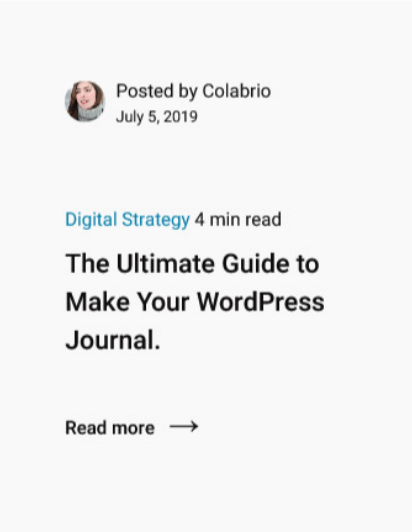 Posted by Colabrio
July 5, 2019
Digital Strategy 4 min read
The Ultimate Guide to
Make Your WordPress
Journal.
Read more